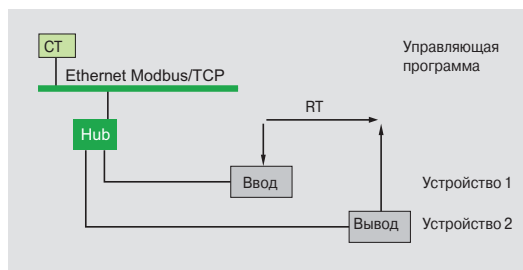 CT
Управляющая
программа
Ethernet Modbus/TCP
RT
Hub
Ввод
Устройство 1
Вывод
Устройство 2